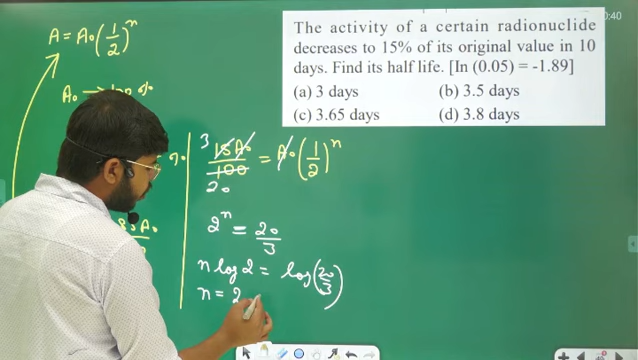 A = A₀(1/2)ⁿ
A₀ →
The activity of a certain radionuclide
decreases to 15% of its original value in 10
days. Find its half life. [In (0.05) = -1.89]
(a) 3 days (b) 3.5 days
(c) 3.65 days (d) 3.8 days
:40
3
15A₀/100 = A₀(1/2)ⁿ
20
2ⁿ = 20/3
n log 2 = log(20/3)
n = 2